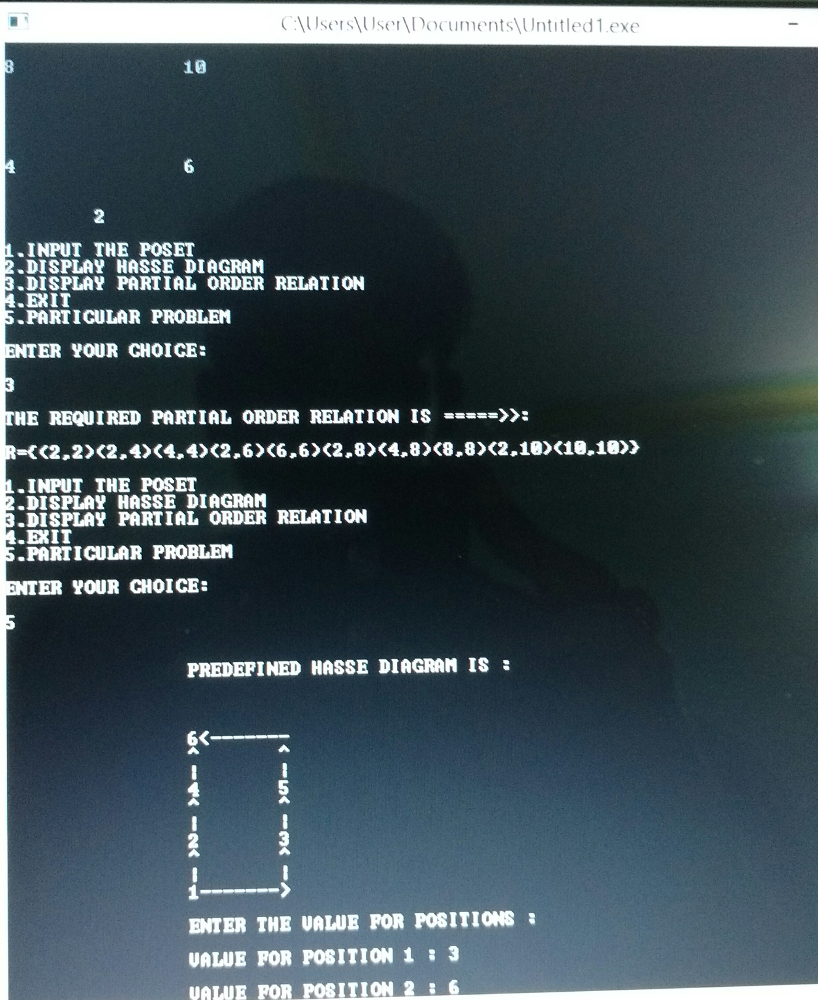 C:\Users\User\Documents\Untitled1.exe
8 10
4 6
2
1.INPUT THE POSET
2.DISPLAY HASSE DIAGRAM
3.DISPLAY PARTIAL ORDER RELATION
4.EXIT
5.PARTICULAR PROBLEM
ENTER YOUR CHOICE:
3
THE REQUIRED PARTIAL ORDER RELATION IS =====>>:
R={(2,2)(2,4)(4,4)(2,6)(6,6)(2,8)(4,8)(8,8)(2,10)(10,10)}
1.INPUT THE POSET
2.DISPLAY HASSE DIAGRAM
3.DISPLAY PARTIAL ORDER RELATION
4.EXIT
5.PARTICULAR PROBLEM
ENTER YOUR CHOICE:
5
PREDEFINED HASSE DIAGRAM IS :
6<-------
^ ^
| |
4 5
^ ^
| |
2 3
^ ^
| |
1------->
ENTER THE VALUE FOR POSITIONS :
VALUE FOR POSITION 1 : 3
VALUE FOR POSITION 2 : 6